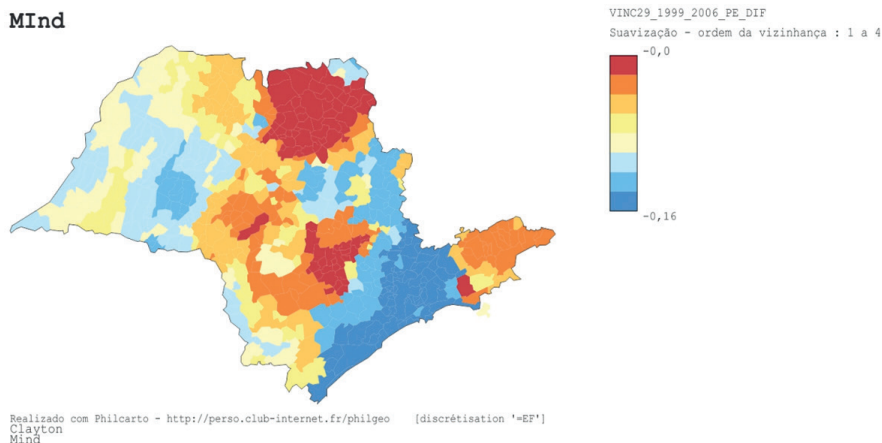 MInd
VINC29_1999_2006_PE_DIF
Suavização - ordem da vizinhança : 1 a 4
-0,0
-0,16
Realizado com Philcarto - http://perso.club-internet.fr/philgeo [discrétisation '=EF']
Clayton
Mind